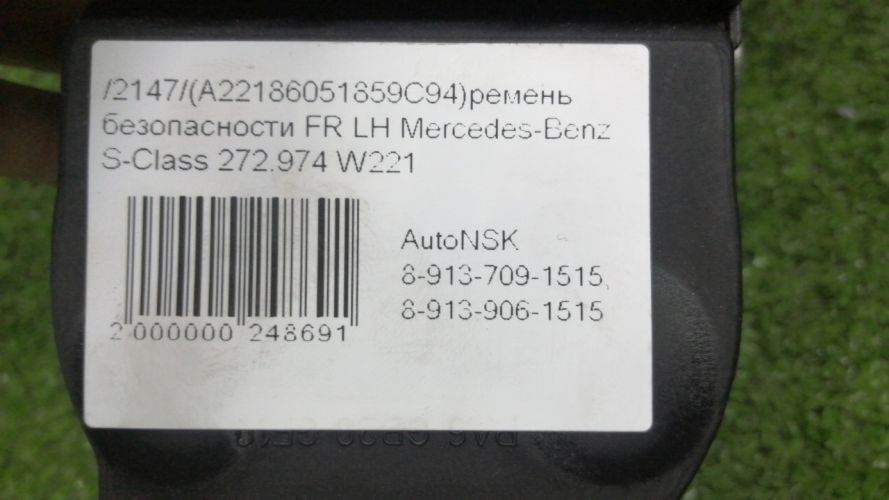 /2147/(A22186051859C94)ремень
безопасности FR LH Mercedes-Benz
S-Class 272.974 W221
AutoNSK
8-913-709-1515,
8-913-906-1515
2 000000 248691